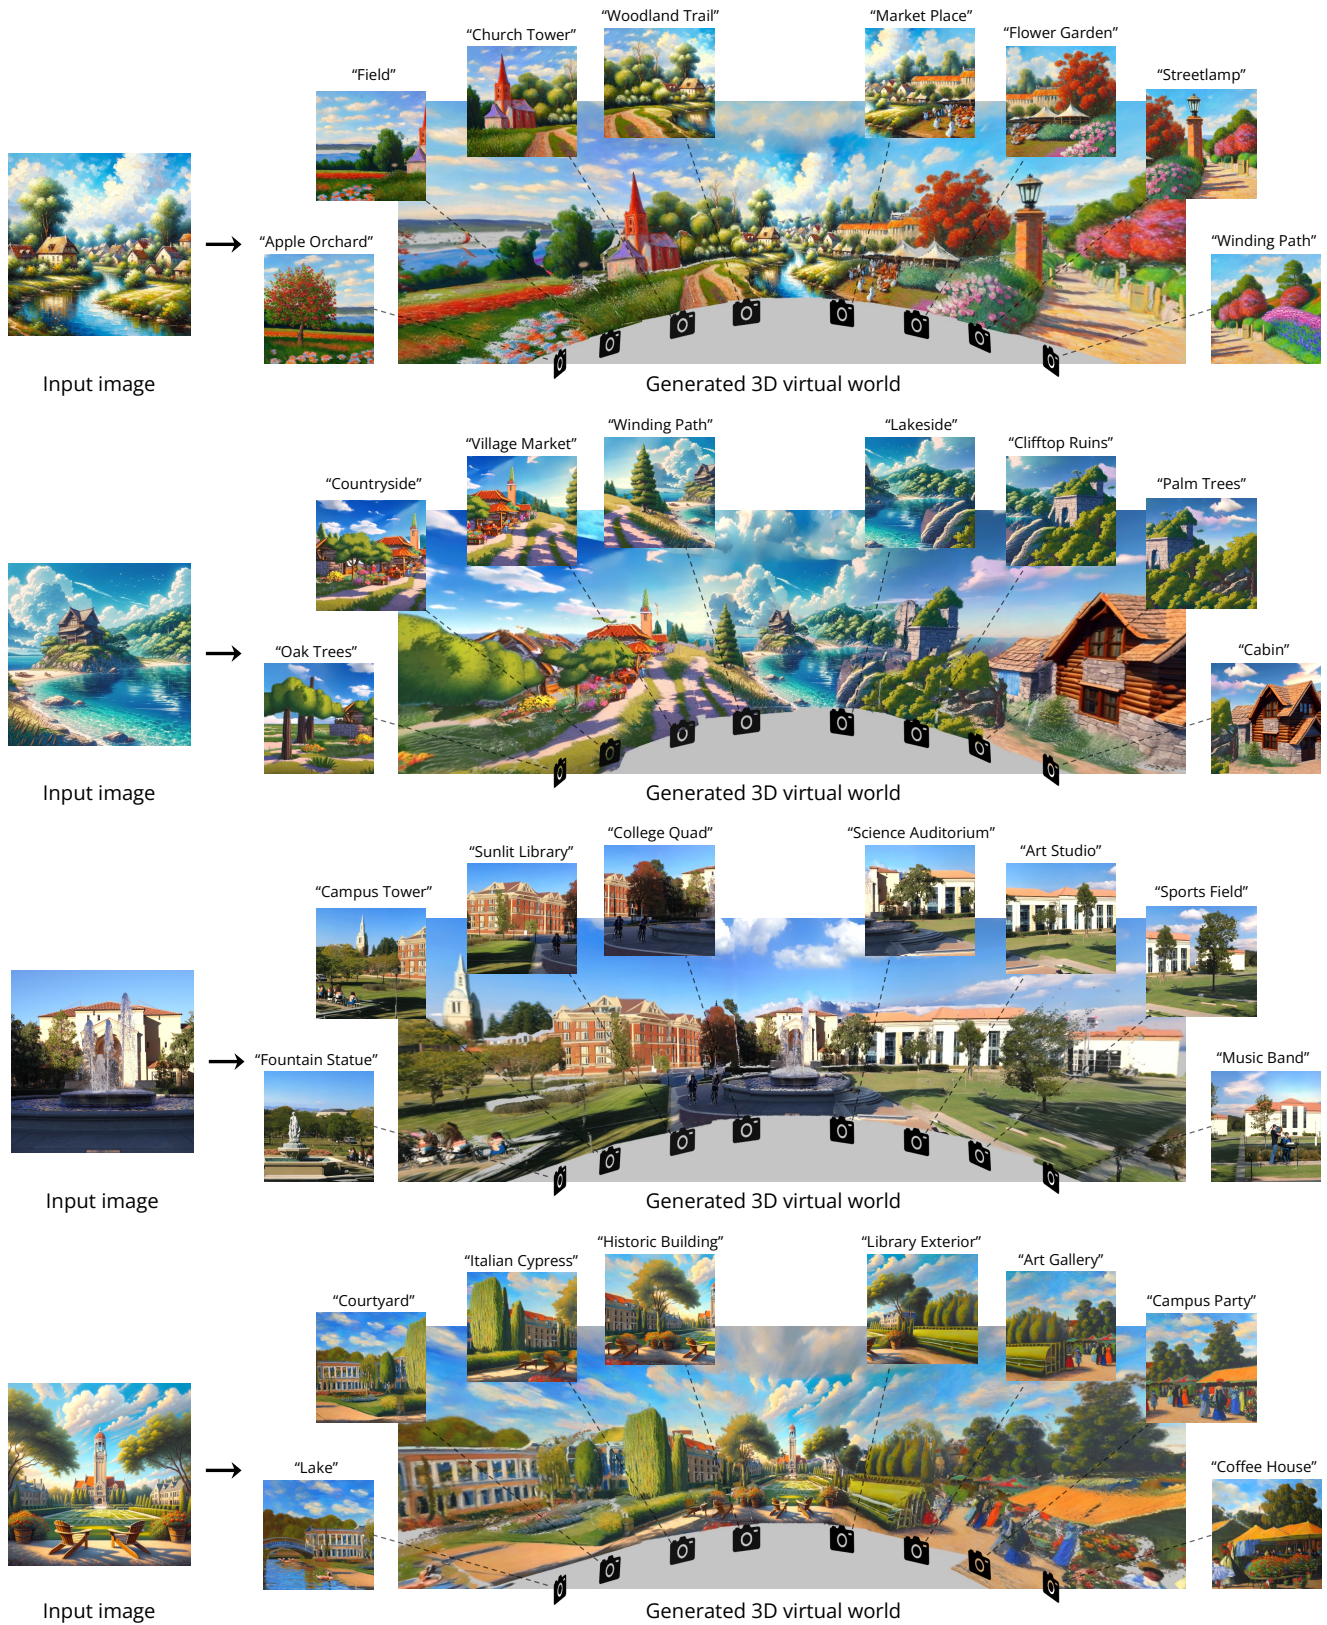 “Woodland Trail”
“Market Place”
“Church Tower”
“Flower Garden”
“Field”
“Streetlamp”
“Apple Orchard”
“Winding Path”
Input image
Generated 3D virtual world
“Winding Path”
“Lakeside”
“Village Market”
“Clifftop Ruins”
“Countryside”
“Palm Trees”
“Oak Trees”
“Cabin”
Input image
Generated 3D virtual world
“College Quad”
“Science Auditorium”
“Sunlit Library”
“Art Studio”
“Campus Tower”
“Sports Field”
“Fountain Statue”
“Music Band”
Input image
Generated 3D virtual world
“Historic Building”
“Library Exterior”
“Italian Cypress”
“Art Gallery”
“Courtyard”
“Campus Party”
“Lake”
“Coffee House”
Input image
Generated 3D virtual world